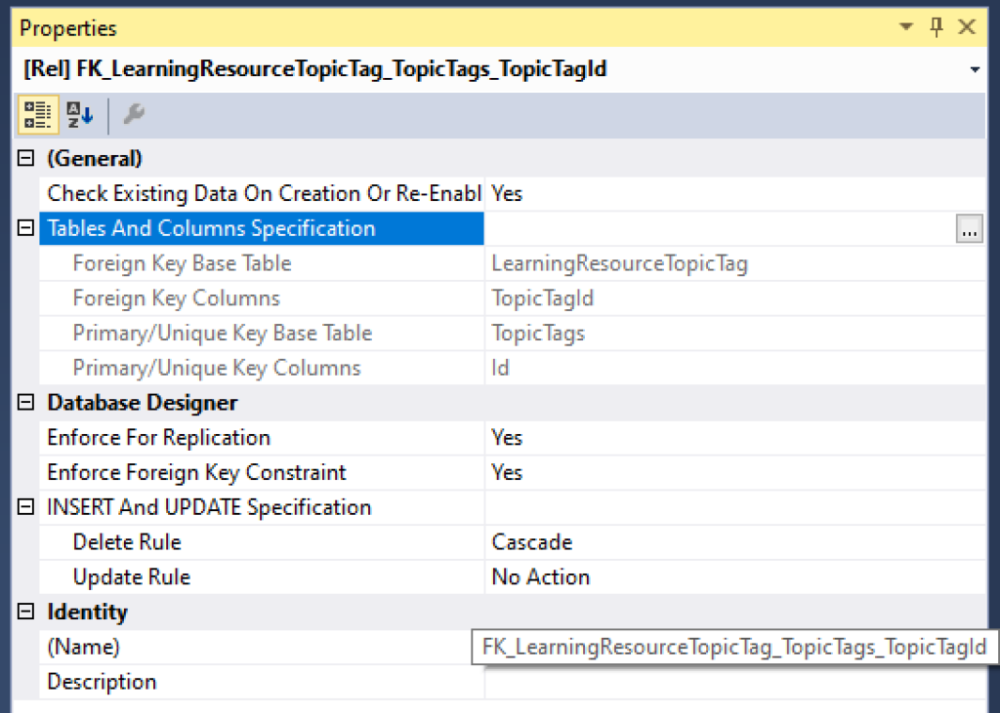 Properties
[Rel] FK_LearningResourceTopicTag_TopicTags_TopicTagId
A
Z
(General)
Check Existing Data On Creation Or Re-Enabl Yes
Tables And Columns Specification ...
Foreign Key Base Table LearningResourceTopicTag
Foreign Key Columns TopicTagId
Primary/Unique Key Base Table TopicTags
Primary/Unique Key Columns Id
Database Designer
Enforce For Replication Yes
Enforce Foreign Key Constraint Yes
INSERT And UPDATE Specification
Delete Rule Cascade
Update Rule No Action
Identity
(Name) FK_LearningResourceTopicTag_TopicTags_TopicTagId
Description